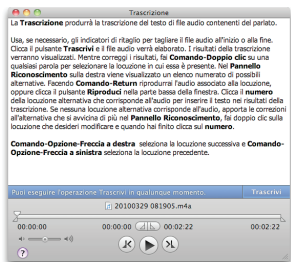 Trascrizione
La Trascrizione produrrà la trascrizione del testo di file audio contenenti del parlato.
Usa, se necessario, gli indicatori di ritaglio per tagliare il file audio all'inizio o alla fine.
Clicca il pulsante Trascrivi e il file audio verrà elaborato. I risultati della trascrizione
verranno visualizzati. Mentre correggi i risultati, fai Comando-Doppio clic su una
qualsiasi parola per selezionare la locuzione in cui essa è presente. Nel Pannello
Riconoscimento sulla destra viene visualizzato un elenco numerato di possibili
alternative. Facendo Comando-Return riprodurrai l'audio associato alla locuzione,
oppure clicca il pulsante Riproduci nella parte bassa della finestra. Clicca il numero
della locuzione alternativa che corrisponde all'audio per inserire il testo nei risultati della
trascrizione. Se nessuna locuzione alternativa corrisponde all'audio, apporta le correzioni
all'alternativa che si avvicina di più nel Pannello Riconoscimento, fai doppio clic sulla
locuzione che desideri modificare e quando hai finito clicca sul numero.
Comando-Opzione-Freccia a destra seleziona la locuzione successiva e Comando-
Opzione-Freccia a sinistra seleziona la locuzione precedente.
Puoi eseguire l'operazione Trascrivi in qualunque momento. Trascrivi
20100329 081905.m4a
00:00:00 00:00:00 00:02:22 00:02:22
?